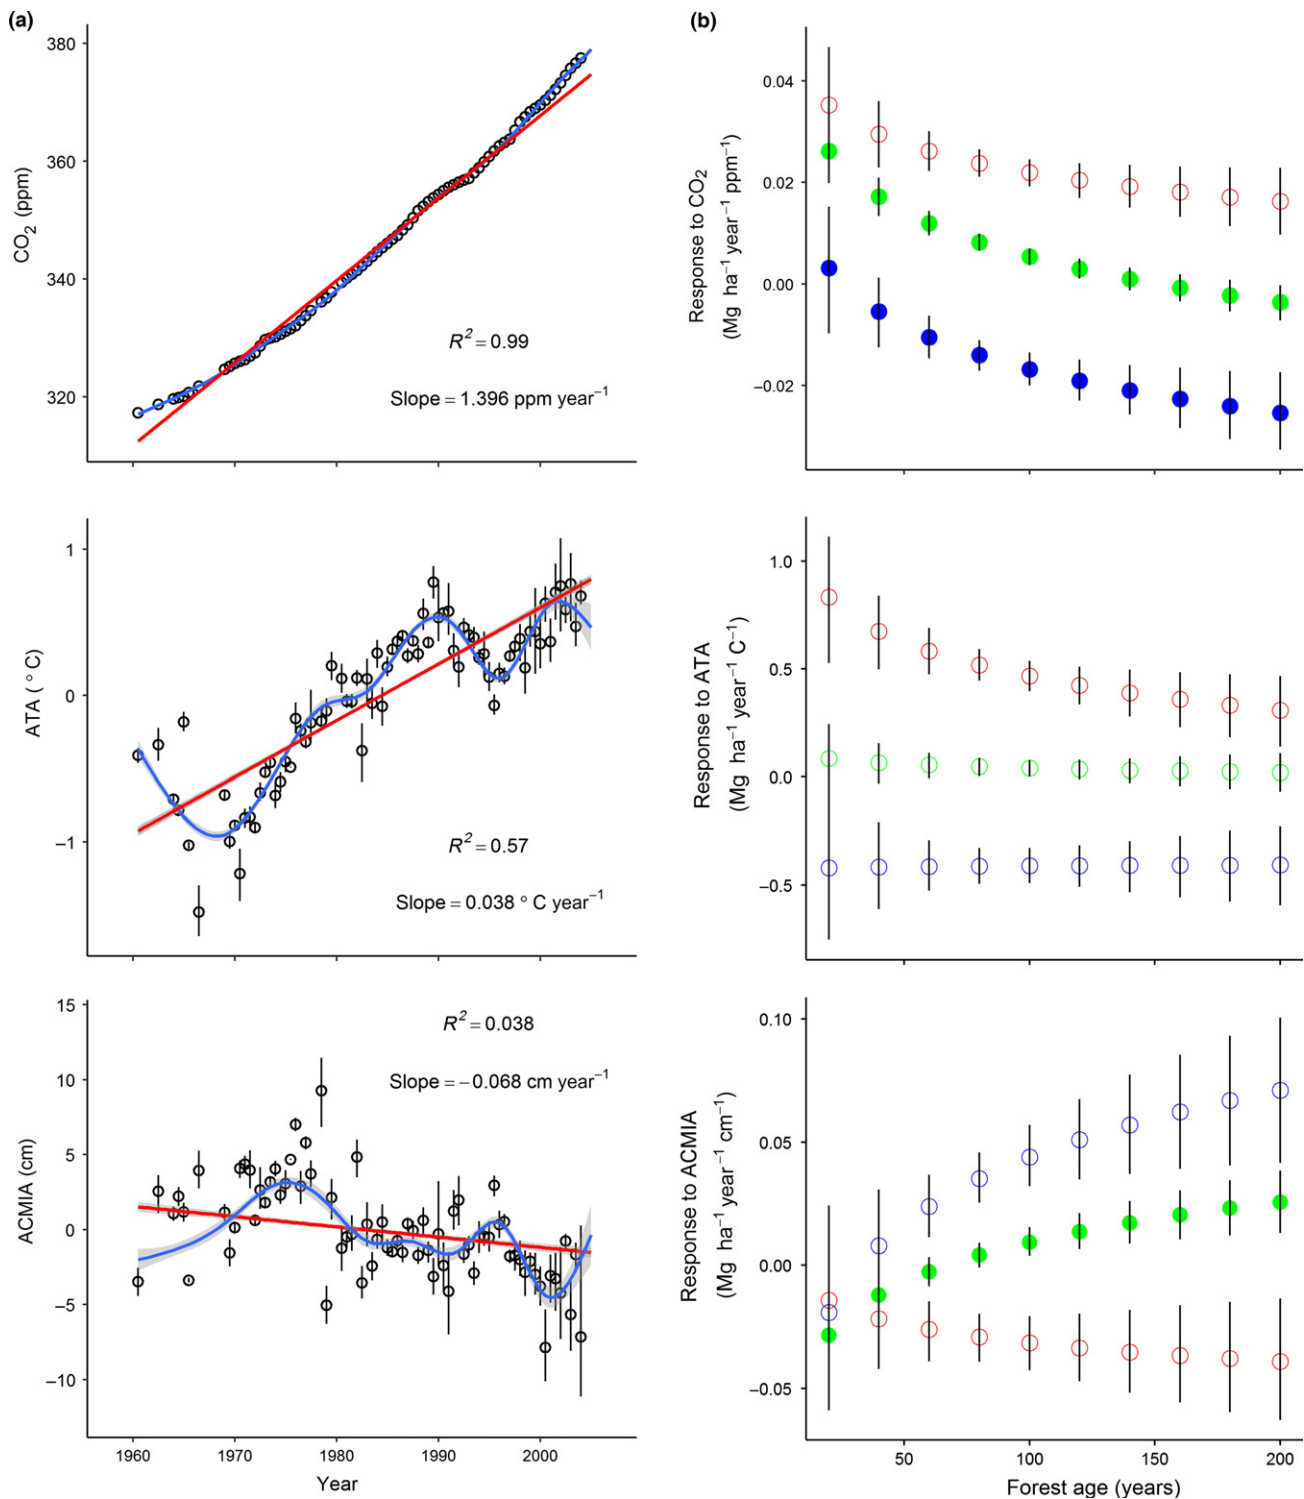 (a)
380
360
340
320
CO₂ (ppm)
R² = 0.99
Slope = 1.396 ppm year⁻¹
1
0
−1
ATA (° C)
R² = 0.57
Slope = 0.038 ° C year⁻¹
15
10
5
0
−5
−10
ACMIA (cm)
R² = 0.038
Slope = −0.068 cm year⁻¹
1960 1970 1980 1990 2000
Year
(b)
0.04
0.02
0.00
−0.02
Response to CO₂
(Mg ha⁻¹ year⁻¹ ppm⁻¹)
1.0
0.5
0.0
−0.5
Response to ATA
(Mg ha⁻¹ year⁻¹ C⁻¹)
0.10
0.05
0.00
−0.05
Response to ACMIA
(Mg ha⁻¹ year⁻¹ cm⁻¹)
50 100 150 200
Forest age (years)